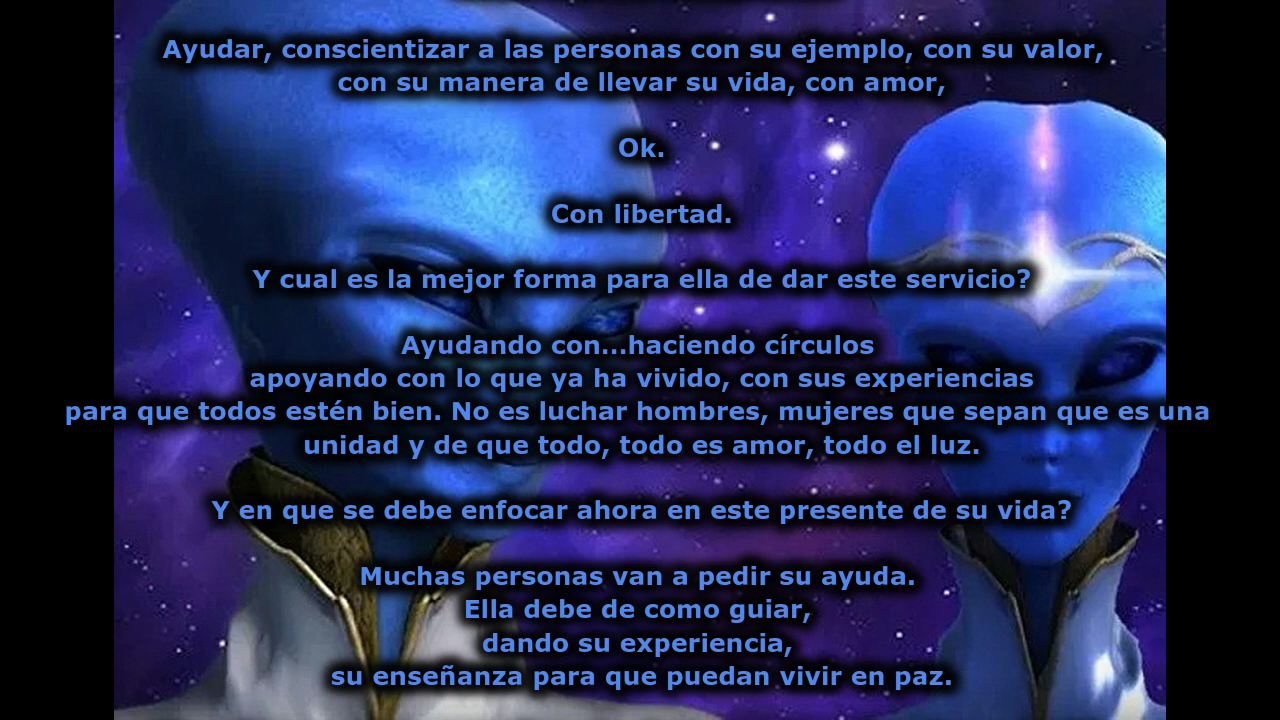 Ayudar, conscientizar a las personas con su ejemplo, con su valor,
con su manera de llevar su vida, con amor,
Ok.
Con libertad.
Y cual es la mejor forma para ella de dar este servicio?
Ayudando con...haciendo círculos
apoyando con lo que ya ha vivido, con sus experiencias
para que todos estén bien. No es luchar hombres, mujeres que sepan que es una
unidad y de que todo, todo es amor, todo el luz.
Y en que se debe enfocar ahora en este presente de su vida?
Muchas personas van a pedir su ayuda.
Ella debe de como guiar,
dando su experiencia,
su enseñanza para que puedan vivir en paz.